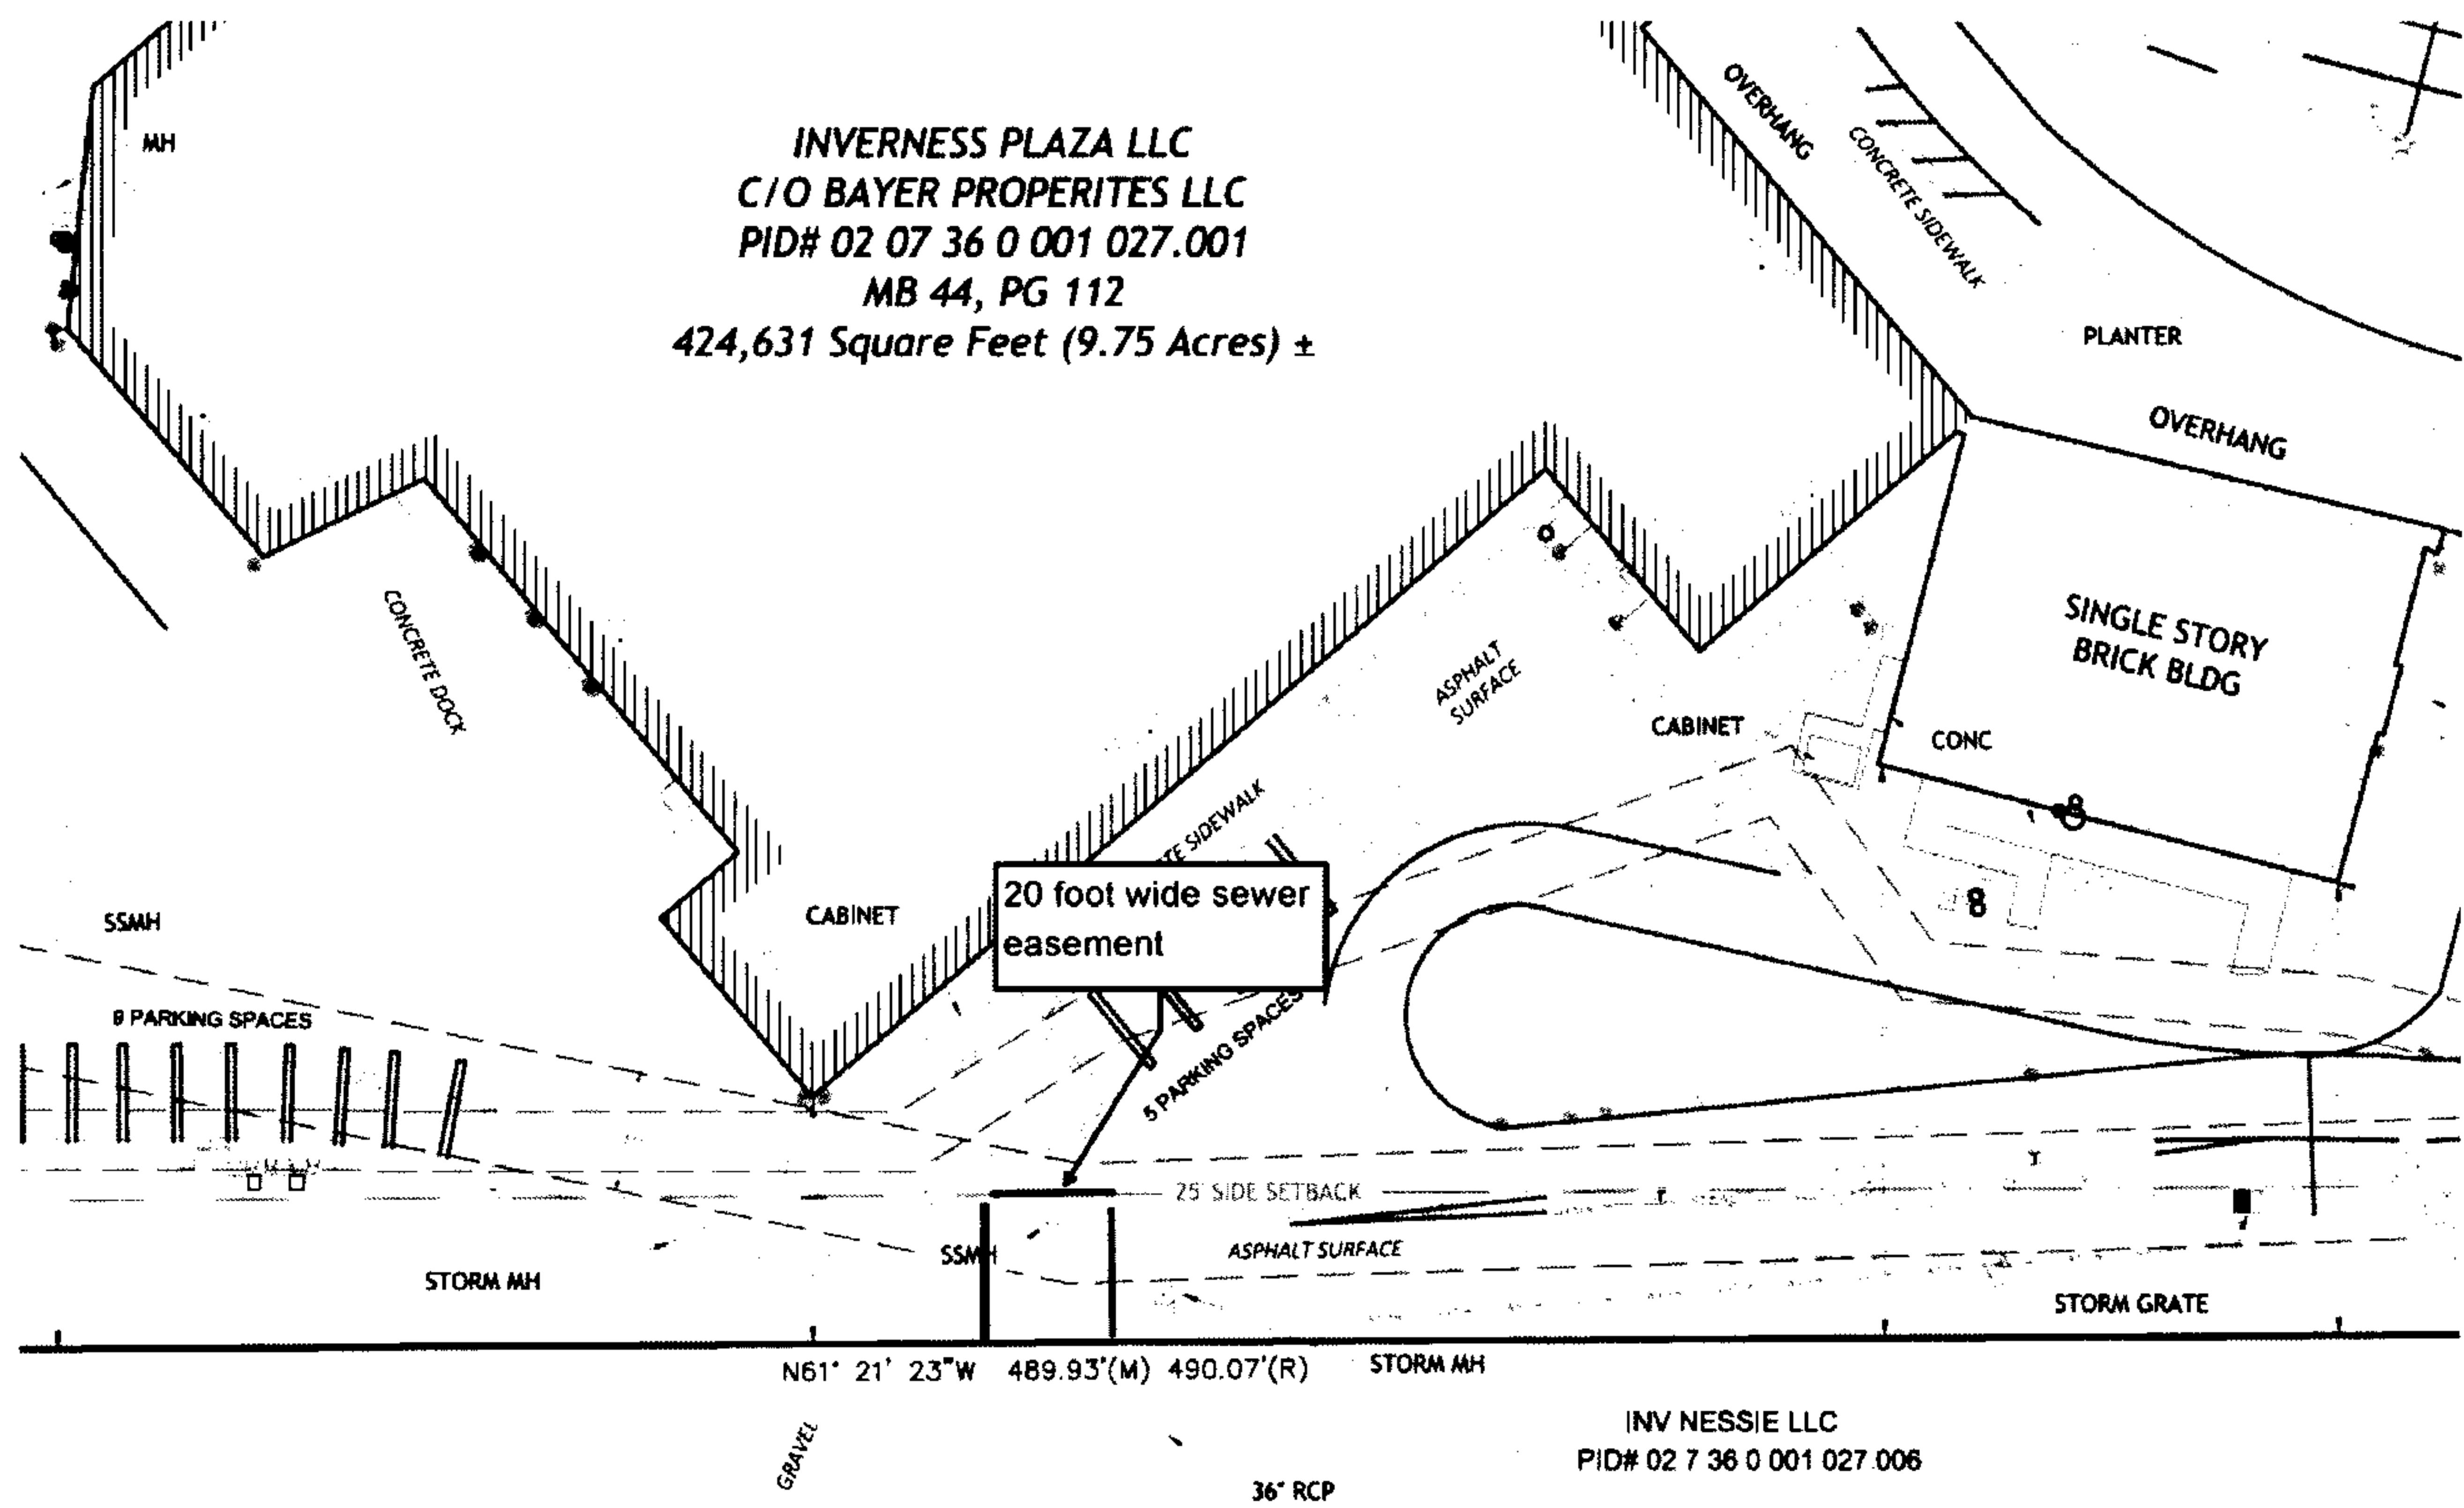 MH
INVERNESS PLAZA LLC
C/O BAYER PROPERITES LLC
PID# 02 07 36 0 001 027.001
MB 44, PG 112
424,631 Square Feet (9.75 Acres) ±
OVERHANG
CONCRETE SIDEWALK
PLANTER
OVERHANG
SINGLE STORY
BRICK BLDG
CONCRETE DOCK
ASPHALT
SURFACE
CABINET
CONC
SIDEWALK
20 foot wide sewer
easement
CABINET
SSMH
9 PARKING SPACES
5 PARKING SPACES
8
8
25' SIDE SETBACK
SSMH
ASPHALT SURFACE
STORM MH
STORM GRATE
N61° 21' 23"W 489.93'(M) 490.07'(R)
STORM MH
GRAVEL
INV NESSIE LLC
PID# 02 7 36 0 001 027.006
36" RCP